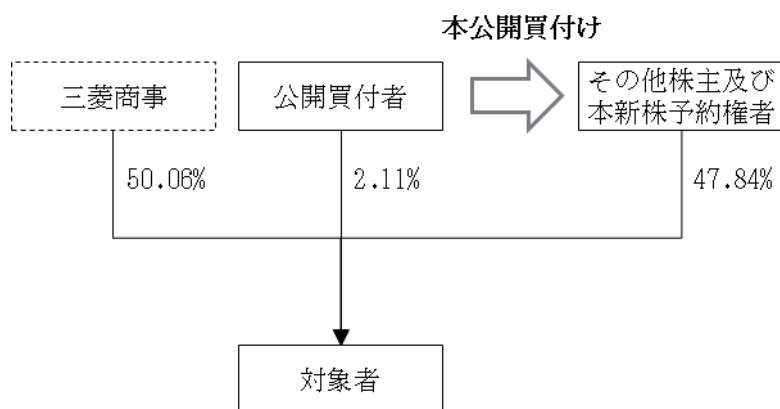 本公開買付け
三菱商事
公開買付者
その他株主及び
本新株予約権者
50.06%
2.11%
47.84%
対象者